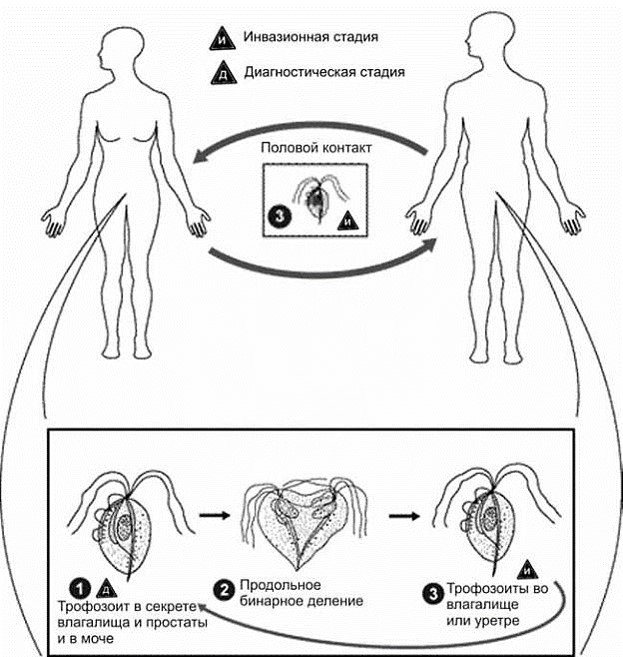 И Инвазионная стадия
Д Диагностическая стадия
Половой контакт
3 И
1 Д
Трофозоит в секрете
влагалища и простаты
и в моче
2 Продольное
бинарное деление
И
3 Трофозоиты во
влагалище
или уретре